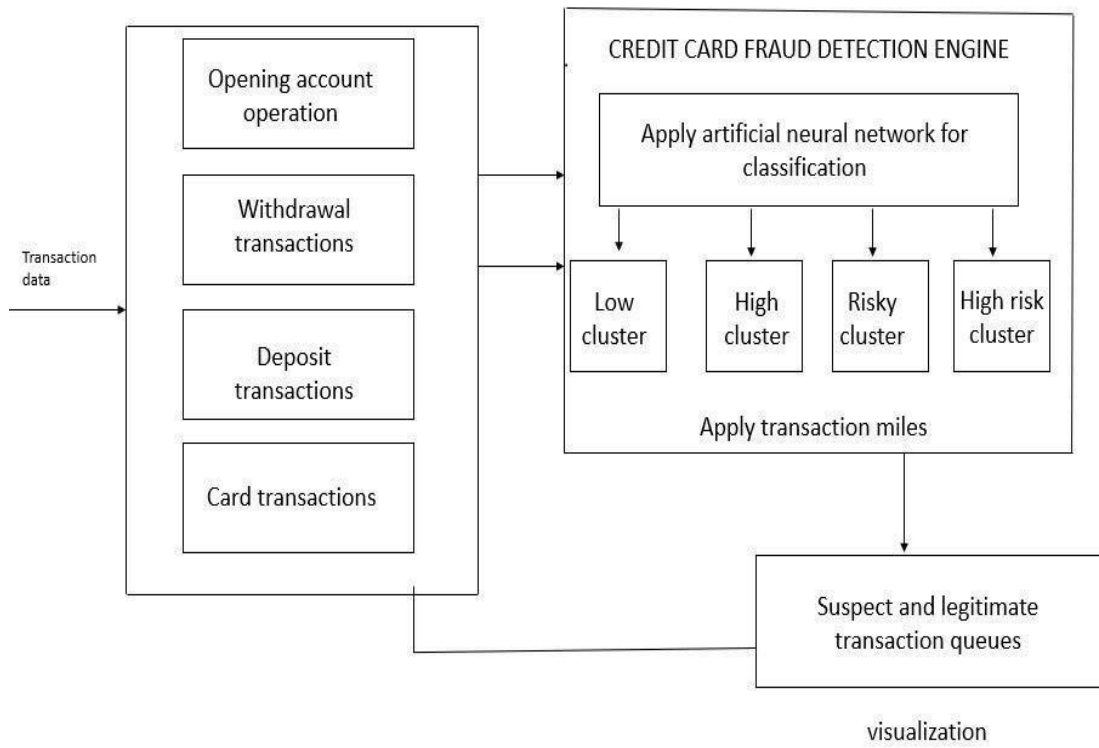 Transaction
data
Opening account
operation
Withdrawal
transactions
Deposit
transactions
Card transactions
CREDIT CARD FRAUD DETECTION ENGINE
Apply artificial neural network for
classification
Low
cluster
High
cluster
Risky
cluster
High risk
cluster
Apply transaction miles
Suspect and legitimate
transaction queues
visualization